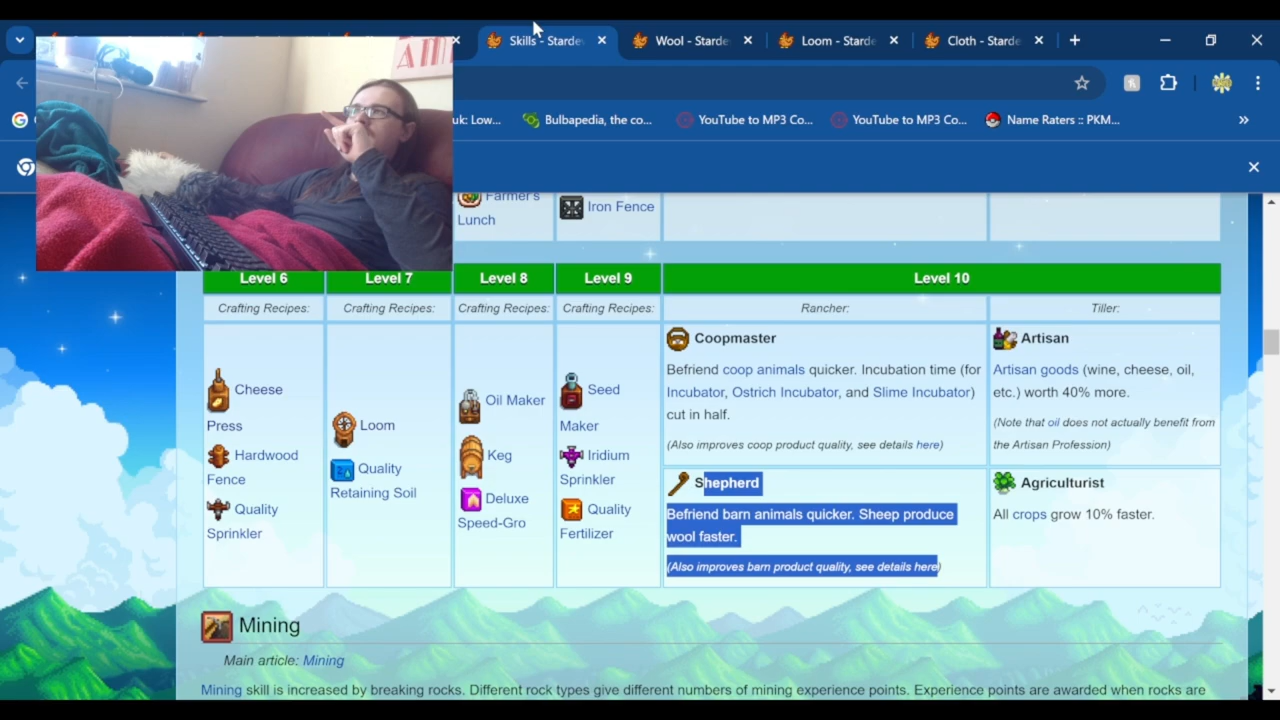 Skills - Starde
Wool - Starde
Loom - Starde
Cloth - Starde
uk: Low...
Bulbapedia, the co...
YouTube to MP3 Co...
YouTube to MP3 Co...
Name Raters :: PKM...
Farmer's
Lunch
Iron Fence
Level 6
Level 7
Level 8
Level 9
Level 10
Crafting Recipes:
Crafting Recipes:
Crafting Recipes:
Crafting Recipes:
Rancher:
Tiller:
Cheese
Press
Hardwood
Fence
Quality
Sprinkler
Loom
Quality
Retaining Soil
Oil Maker
Keg
Deluxe
Speed-Gro
Seed
Maker
Iridium
Sprinkler
Quality
Fertilizer
Coopmaster
Befriend coop animals quicker. Incubation time (for
Incubator, Ostrich Incubator, and Slime Incubator)
cut in half.
(Also improves coop product quality, see details here)
Artisan
Artisan goods (wine, cheese, oil,
etc.) worth 40% more.
(Note that oil does not actually benefit from
the Artisan Profession)
Shepherd
Befriend barn animals quicker. Sheep produce
wool faster.
(Also improves barn product quality, see details here)
Agriculturist
All crops grow 10% faster.
Mining
Main article: Mining
Mining skill is increased by breaking rocks. Different rock types give different numbers of mining experience points. Experience points are awarded when rocks are